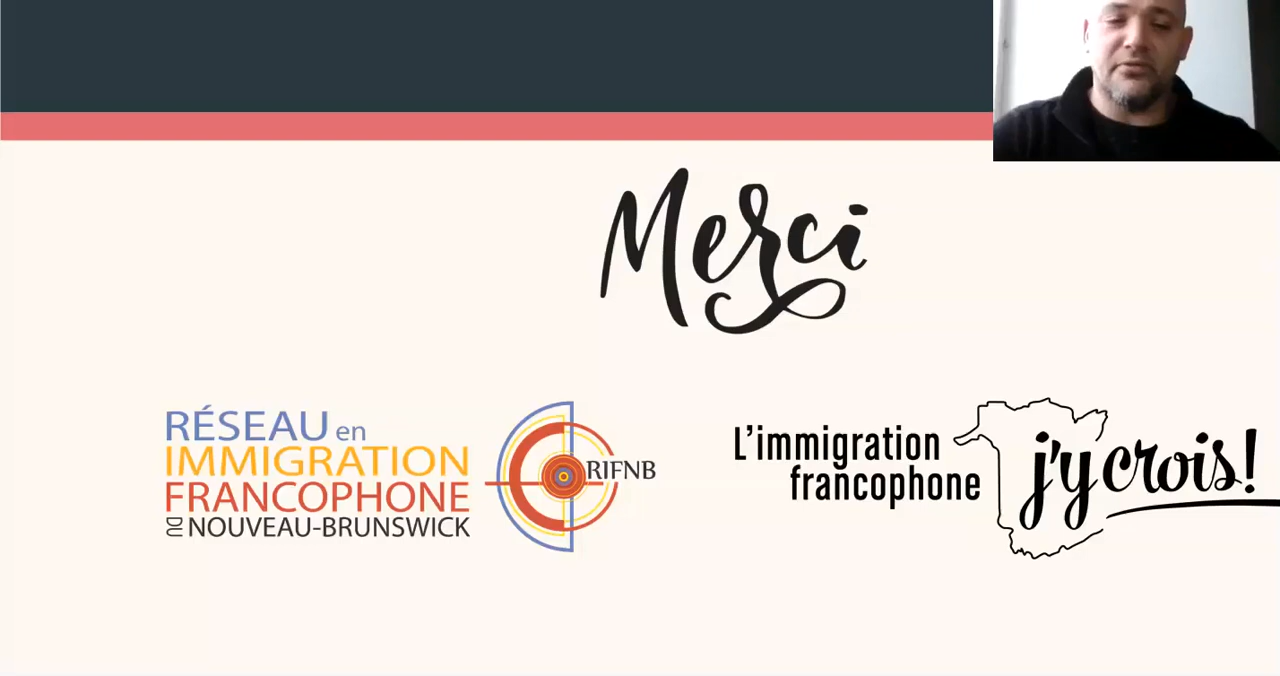 Merci
RÉSEAU en
IMMIGRATION
FRANCOPHONE
DU NOUVEAU-BRUNSWICK
RIFNB
L'immigration
francophone
j'y crois!